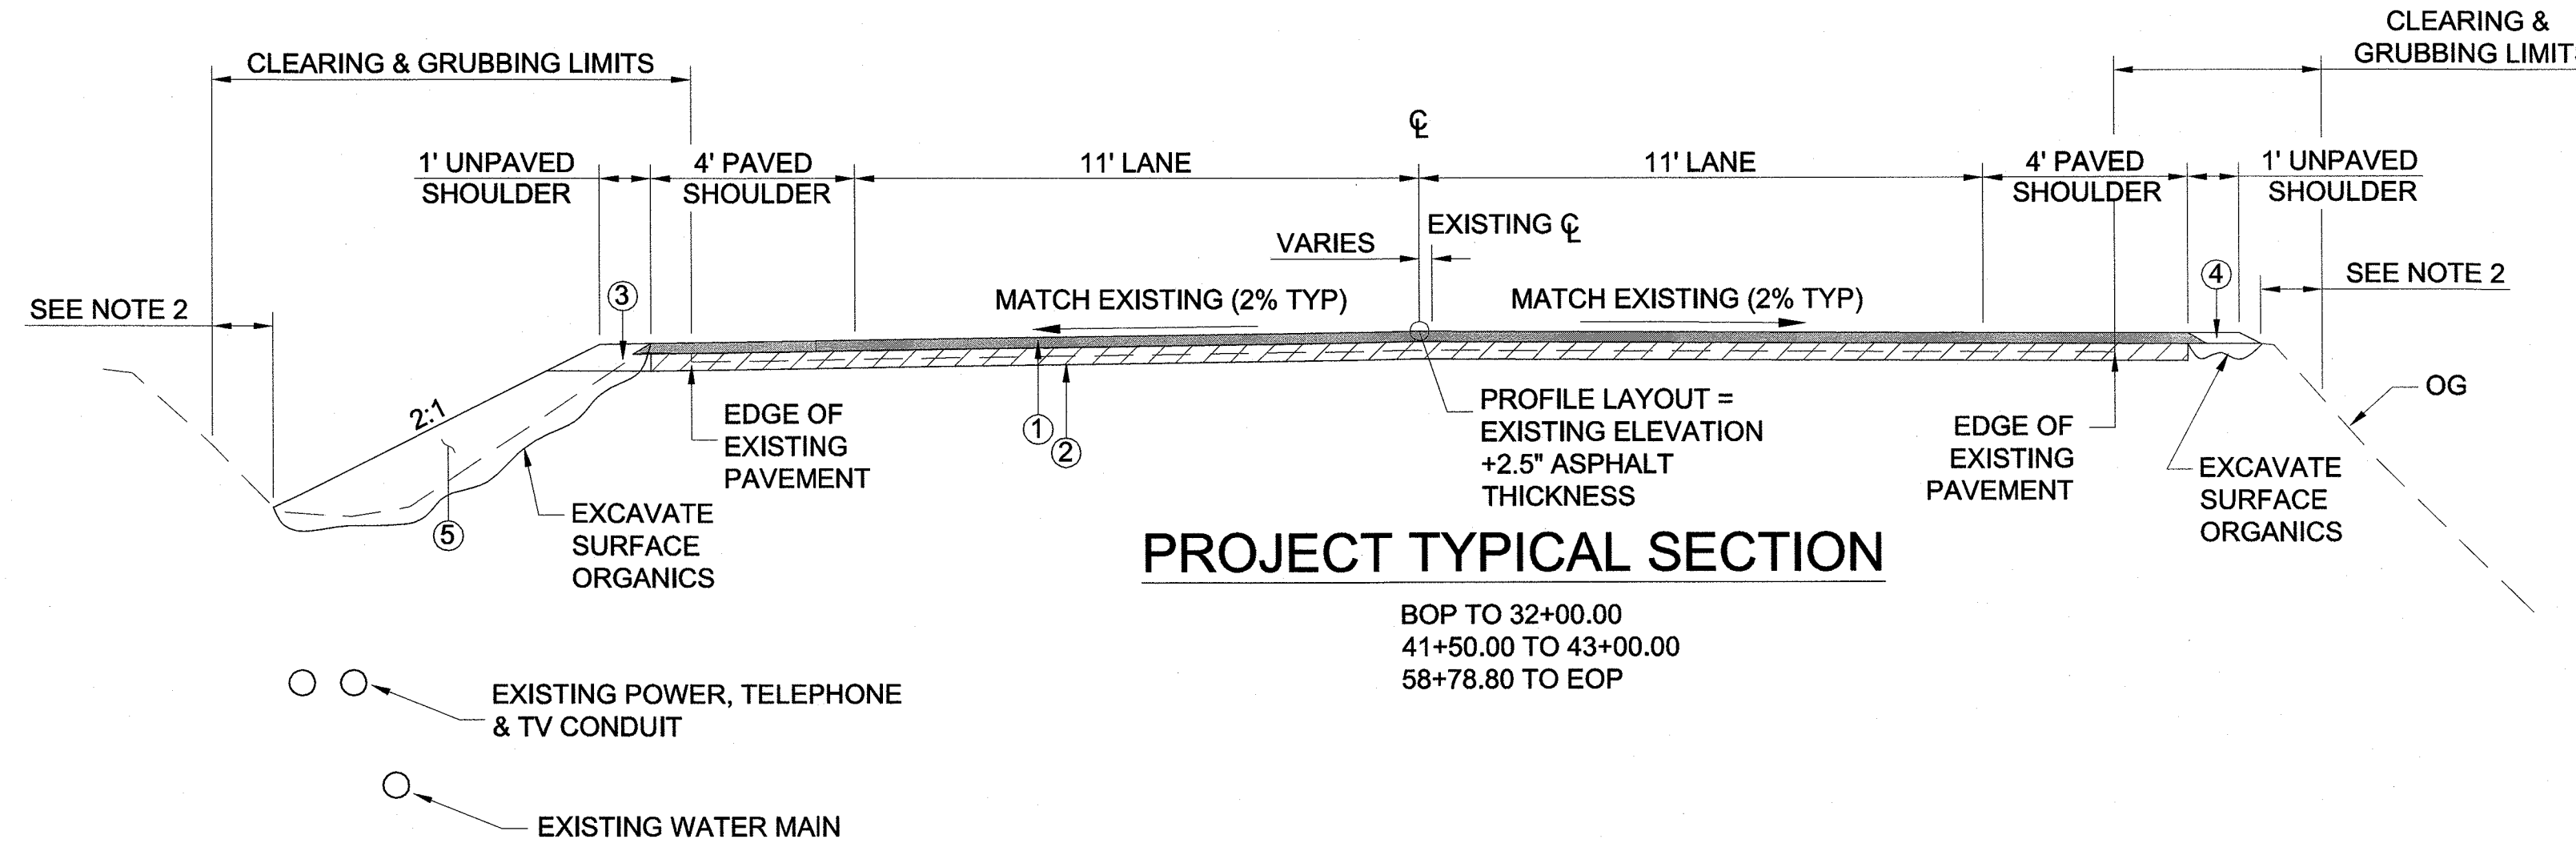 CLEARING &
GRUBBING LIMITS
CLEARING & GRUBBING LIMITS
℄
1' UNPAVED
SHOULDER
4' PAVED
SHOULDER
11' LANE
11' LANE
4' PAVED
SHOULDER
1' UNPAVED
SHOULDER
VARIES
EXISTING ℄
SEE NOTE 2
3
MATCH EXISTING (2% TYP)
MATCH EXISTING (2% TYP)
4
SEE NOTE 2
2:1
EDGE OF
EXISTING
PAVEMENT
1
2
PROFILE LAYOUT =
EXISTING ELEVATION
+2.5" ASPHALT
THICKNESS
EDGE OF
EXISTING
PAVEMENT
OG
EXCAVATE
SURFACE
ORGANICS
5
EXCAVATE
SURFACE
ORGANICS
PROJECT TYPICAL SECTION
BOP TO 32+00.00
41+50.00 TO 43+00.00
58+78.80 TO EOP
EXISTING POWER, TELEPHONE
& TV CONDUIT
EXISTING WATER MAIN